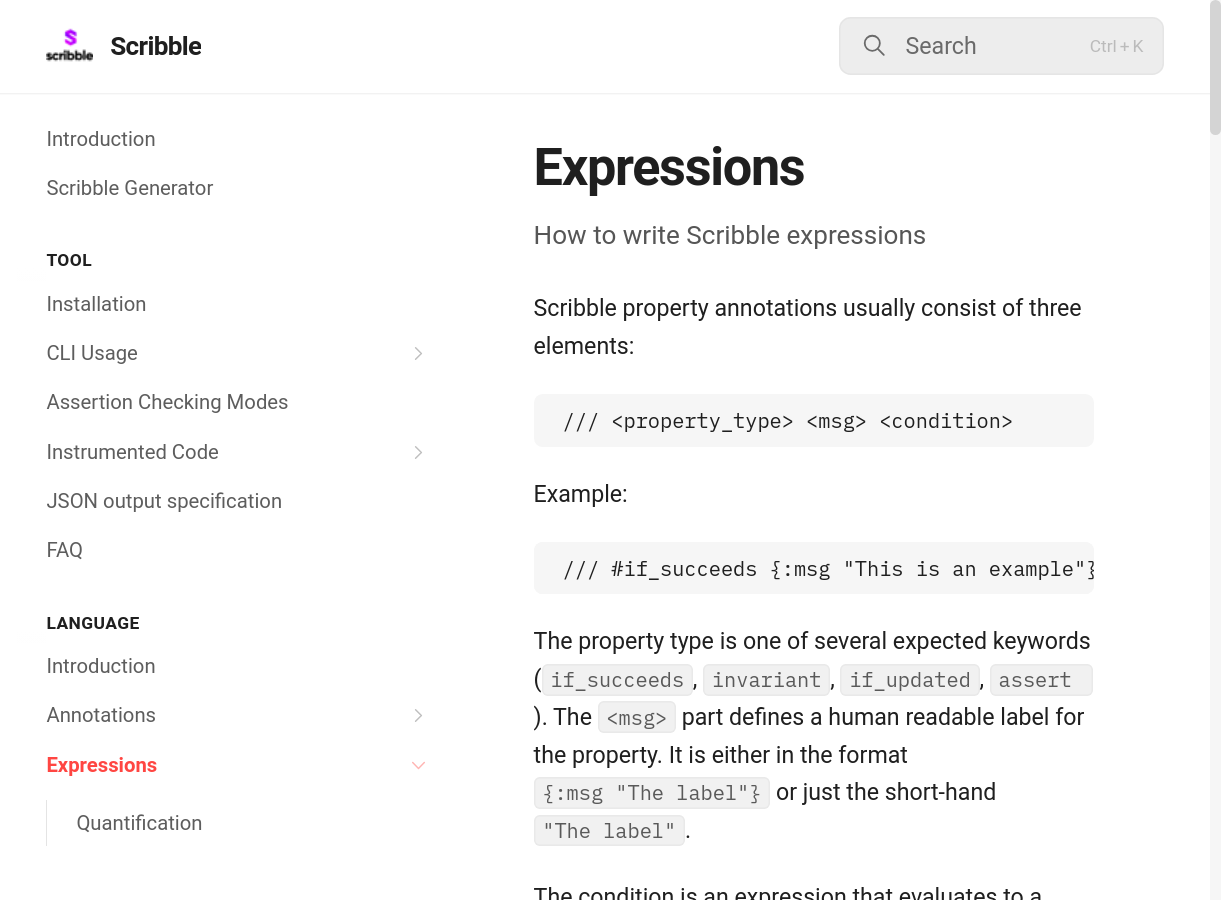 scribble
Scribble
Search
Ctrl + K
Introduction
Scribble Generator
TOOL
Installation
CLI Usage
Assertion Checking Modes
Instrumented Code
JSON output specification
FAQ
LANGUAGE
Introduction
Annotations
Expressions
Quantification
Expressions
How to write Scribble expressions
Scribble property annotations usually consist of three
elements:
/// <property_type> <msg> <condition>
Example:
/// #if_succeeds {:msg "This is an example"}
The property type is one of several expected keywords
(if_succeeds, invariant, if_updated, assert
). The <msg> part defines a human readable label for
the property. It is either in the format
{:msg "The label"} or just the short-hand
"The label".
The condition is an expression that evaluates to a